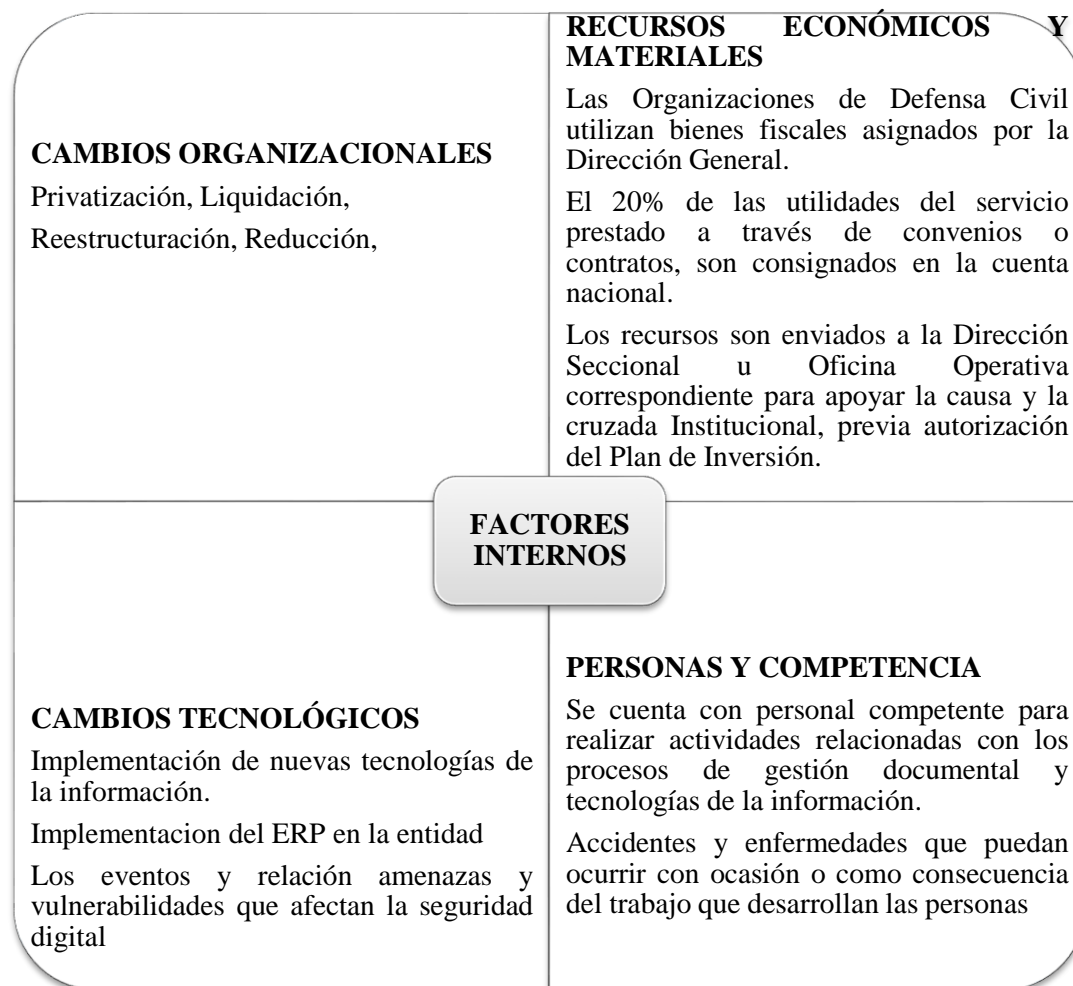 CAMBIOS ORGANIZACIONALES
Privatización, Liquidación,
Reestructuración, Reducción,
RECURSOS ECONÓMICOS Y
MATERIALES
Las Organizaciones de Defensa Civil
utilizan bienes fiscales asignados por la
Dirección General.
El 20% de las utilidades del servicio
prestado a través de convenios o
contratos, son consignados en la cuenta
nacional.
Los recursos son enviados a la Dirección
Seccional u Oficina Operativa
correspondiente para apoyar la causa y la
cruzada Institucional, previa autorización
del Plan de Inversión.
FACTORES
INTERNOS
CAMBIOS TECNOLÓGICOS
Implementación de nuevas tecnologías de
la información.
Implementacion del ERP en la entidad
Los eventos y relación amenazas y
vulnerabilidades que afectan la seguridad
digital
PERSONAS Y COMPETENCIA
Se cuenta con personal competente para
realizar actividades relacionadas con los
procesos de gestión documental y
tecnologías de la información.
Accidentes y enfermedades que puedan
ocurrir con ocasión o como consecuencia
del trabajo que desarrollan las personas